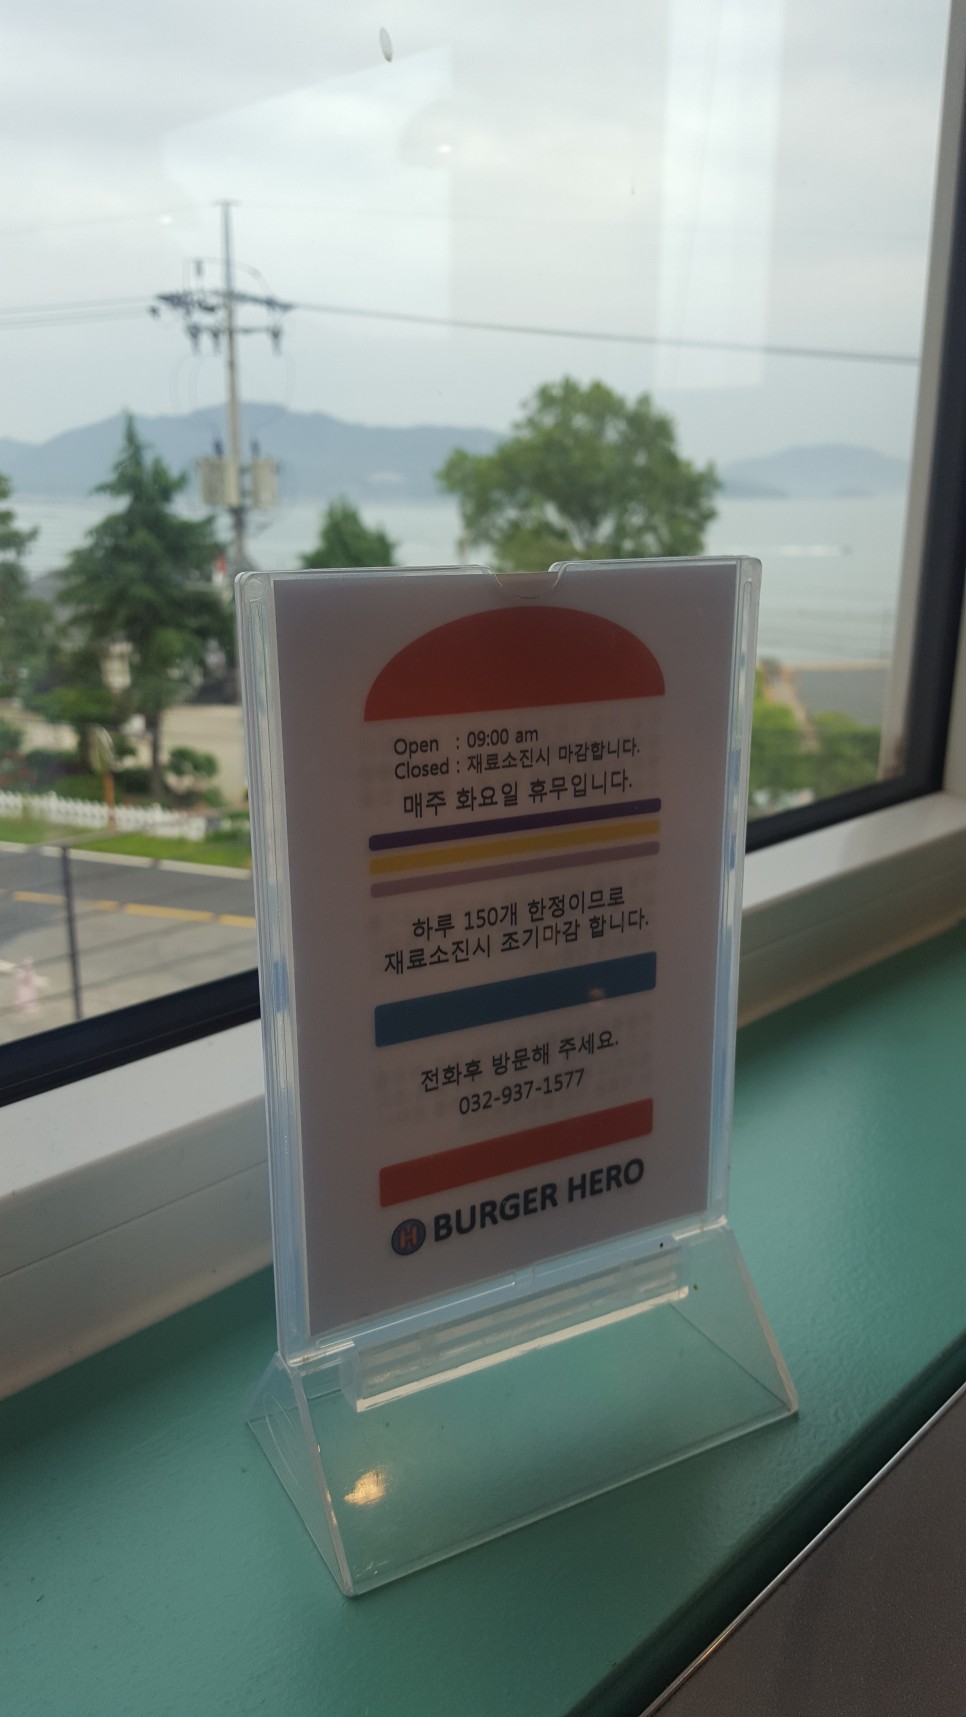 Open : 09:00 am
Closed : 재료소진시 마감합니다.
매주 화요일 휴무입니다.
하루 150개 한정이므로
재료소진시 조기마감 합니다.
전화후 방문해 주세요.
032-937-1577
H BURGER HERO